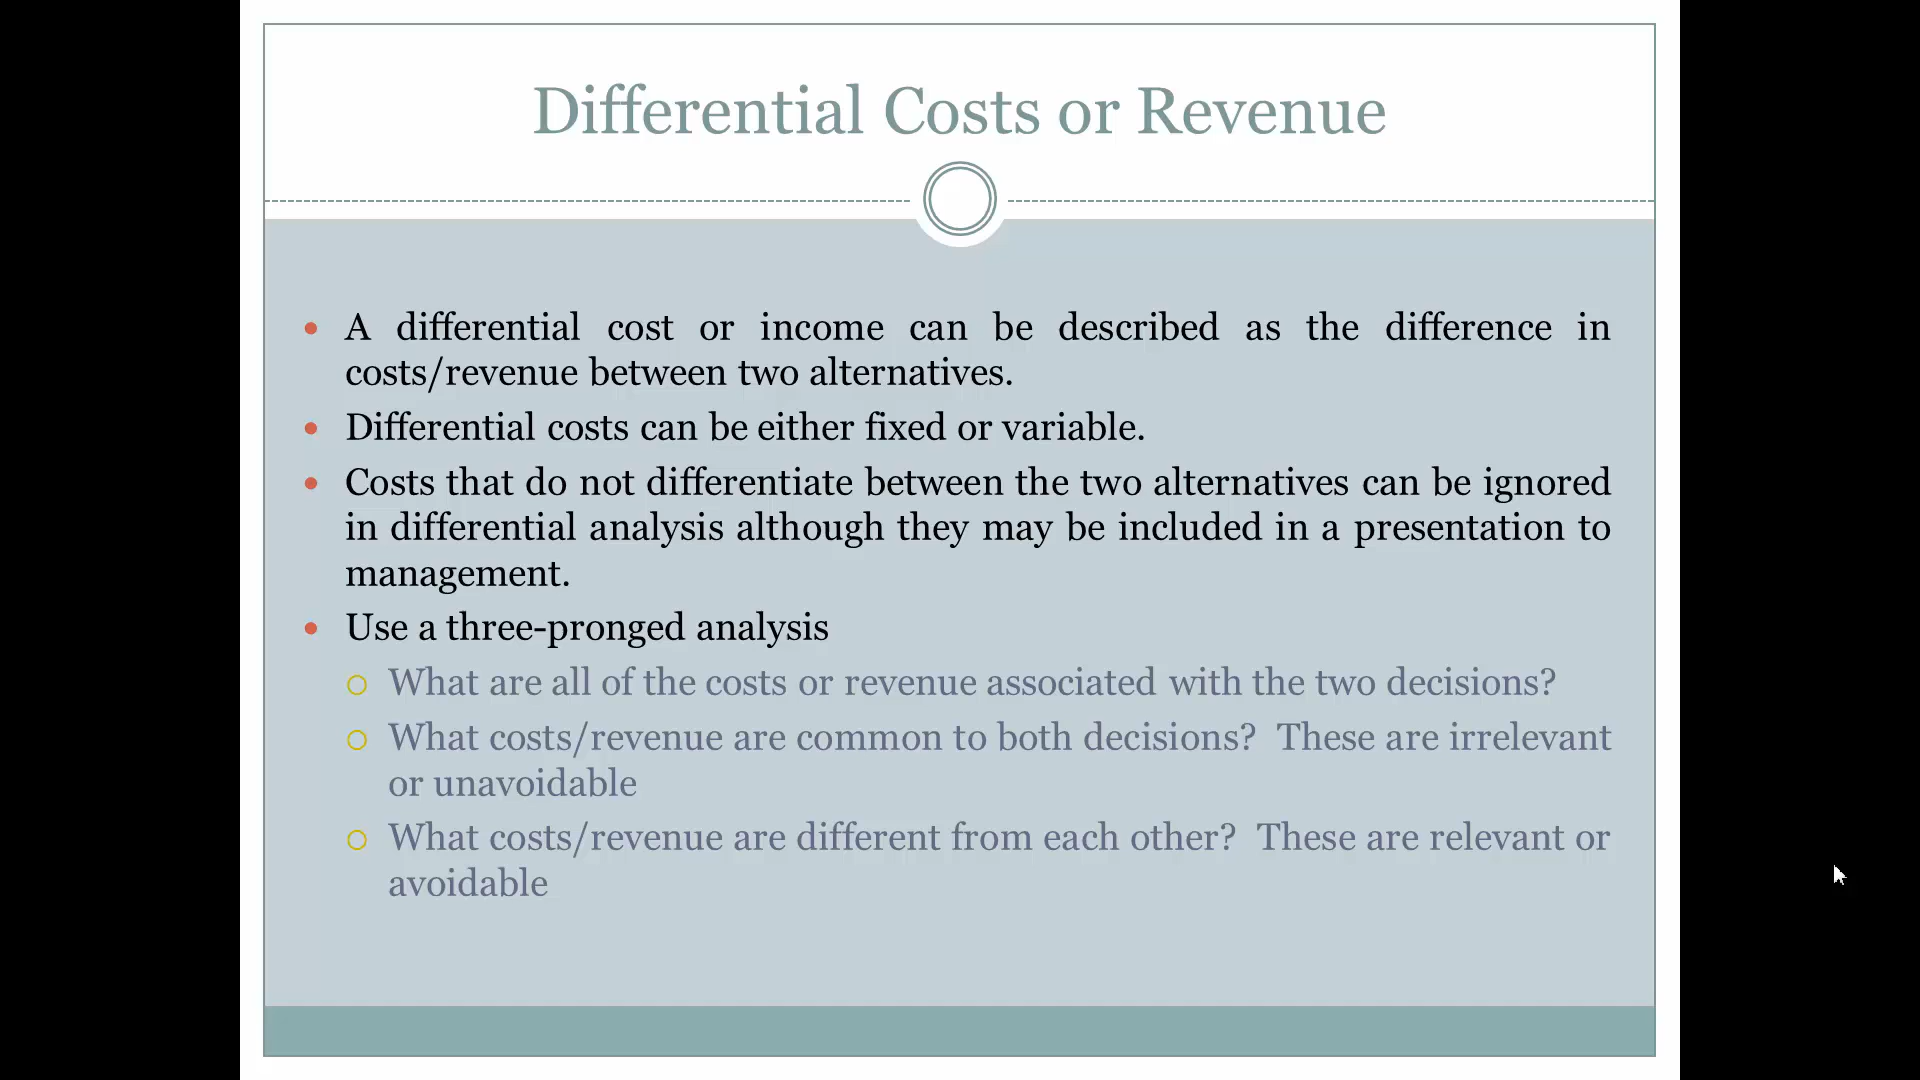 Differential Costs or Revenue
A differential cost or income can be described as the difference in
costs/revenue between two alternatives.
Differential costs can be either fixed or variable.
Costs that do not differentiate between the two alternatives can be ignored
in differential analysis although they may be included in a presentation to
management.
Use a three-pronged analysis
What are all of the costs or revenue associated with the two decisions?
What costs/revenue are common to both decisions?  These are irrelevant
or unavoidable
What costs/revenue are different from each other?  These are relevant or
avoidable